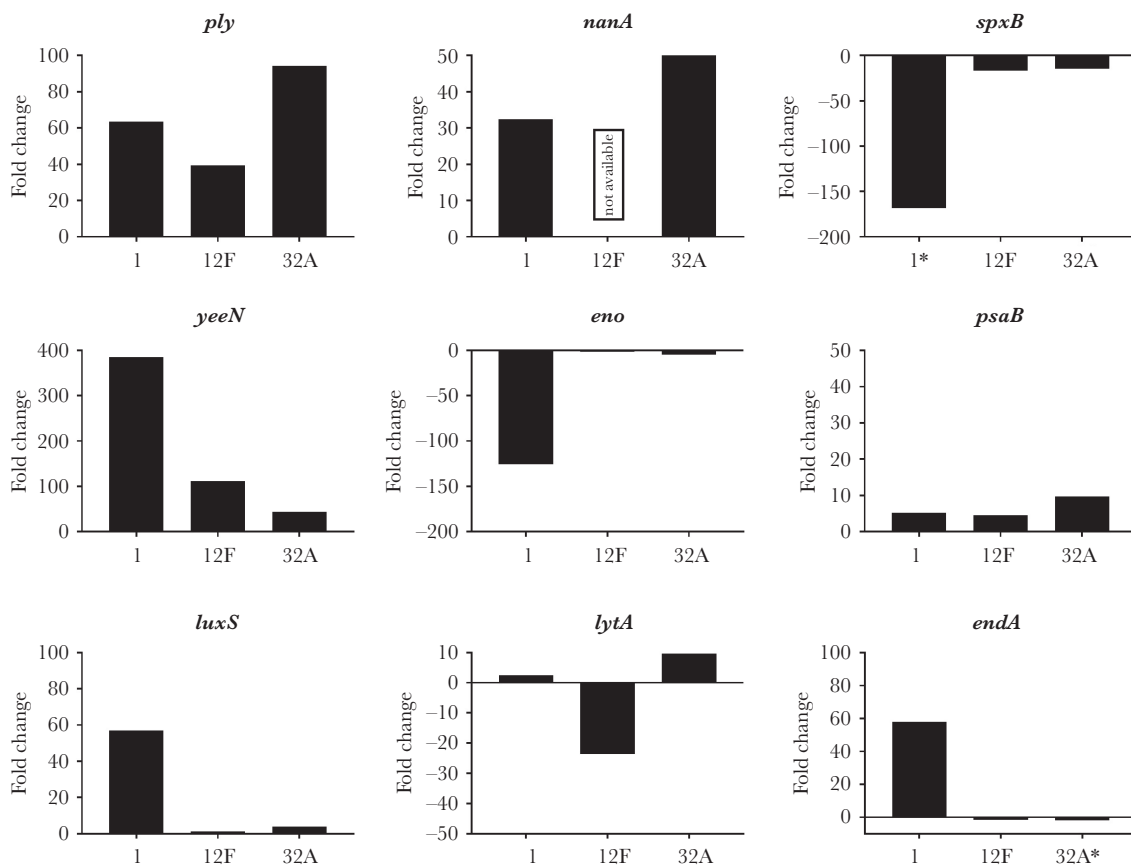 ply
Fold change
100
80
60
40
20
0
1
12F
32A
nanA
Fold change
50
40
30
20
10
0
not available
1
12F
32A
spxB
Fold change
0
−50
−100
−150
−200
1*
12F
32A
yeeN
Fold change
400
300
200
100
0
1
12F
32A
eno
Fold change
0
−50
−100
−150
−200
1
12F
32A
psaB
Fold change
50
40
30
20
10
0
1
12F
32A
luxS
Fold change
100
80
60
40
20
0
1
12F
32A
lytA
Fold change
10
0
−10
−20
−30
−40
−50
1
12F
32A
endA
Fold change
100
80
60
40
20
0
1
12F
32A*